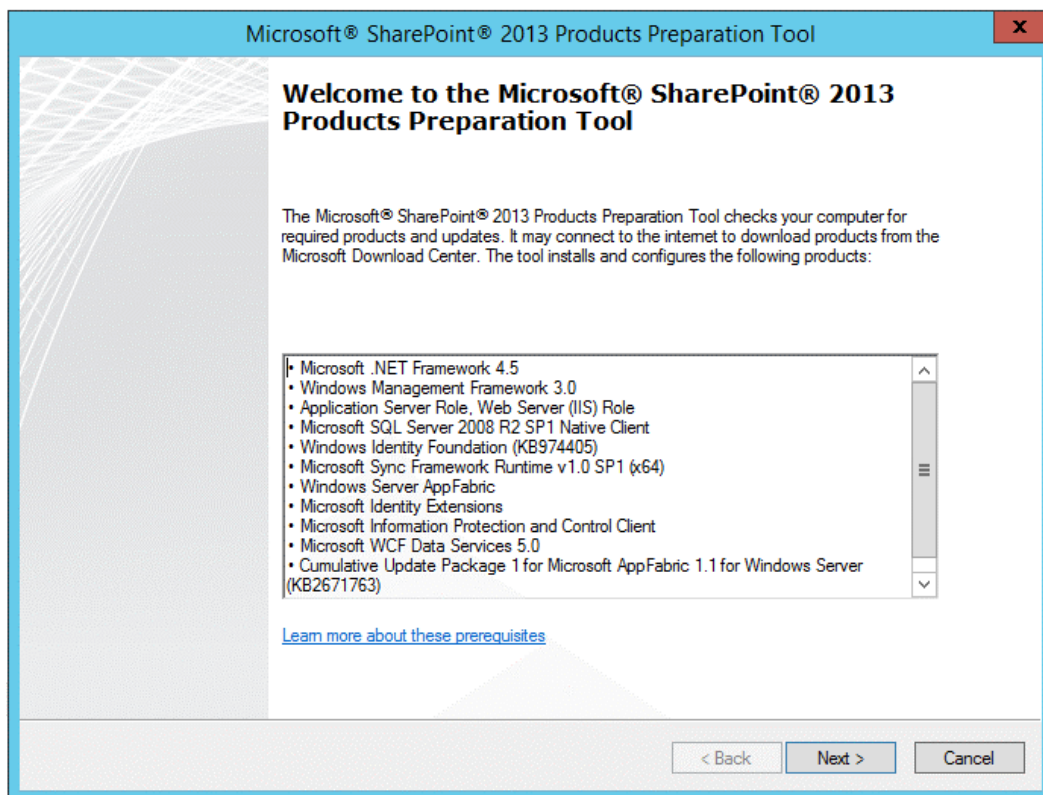 Microsoft® SharePoint® 2013 Products Preparation Tool
x
Welcome to the Microsoft® SharePoint® 2013
Products Preparation Tool
The Microsoft® SharePoint® 2013 Products Preparation Tool checks your computer for
required products and updates. It may connect to the internet to download products from the
Microsoft Download Center. The tool installs and configures the following products:
• Microsoft .NET Framework 4.5
• Windows Management Framework 3.0
• Application Server Role, Web Server (IIS) Role
• Microsoft SQL Server 2008 R2 SP1 Native Client
• Windows Identity Foundation (KB974405)
• Microsoft Sync Framework Runtime v1.0 SP1 (x64)
• Windows Server AppFabric
• Microsoft Identity Extensions
• Microsoft Information Protection and Control Client
• Microsoft WCF Data Services 5.0
• Cumulative Update Package 1 for Microsoft AppFabric 1.1 for Windows Server
(KB2671763)
Learn more about these prerequisites
< Back
Next >
Cancel